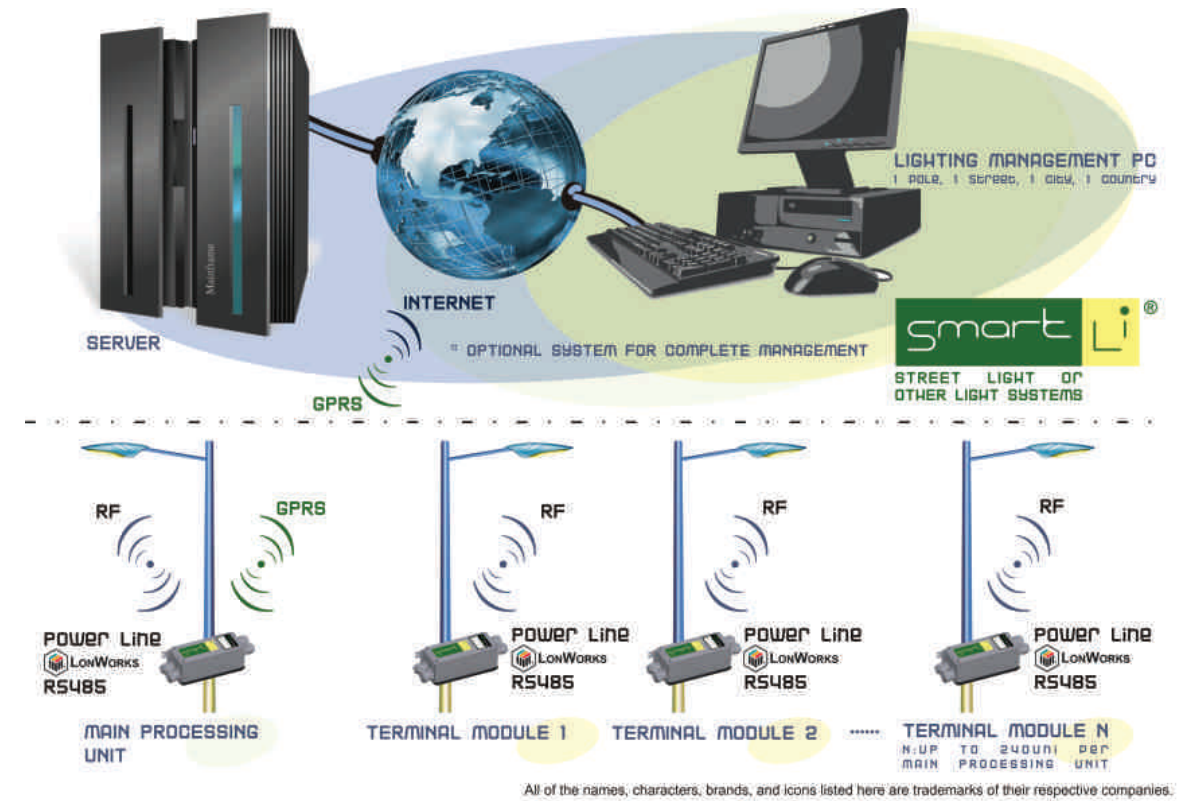 Mainframe
LIGHTING MANAGEMENT PC
1 POLE, 1 Street, 1 City, 1 COUNTRY
INTERNET
SERVER
* OPTIONAL SYSTEM FOR COMPLETE MANAGEMENT
smart Li ®
STREET LIGHT OR
OTHER LIGHT SYSTEMS
GPRS
RF
GPRS
RF
RF
RF
POWER LINE
LONWORKS
RS485
POWER LINE
LONWORKS
RS485
POWER LINE
LONWORKS
RS485
POWER LINE
LONWORKS
RS485
MAIN PROCESSING
UNIT
TERMINAL MODULE 1
TERMINAL MODULE 2
......
TERMINAL MODULE N
N:UP TO 240UNI PER
MAIN PROCESSING UNIT
All of the names, characters, brands, and icons listed here are trademarks of their respective companies.